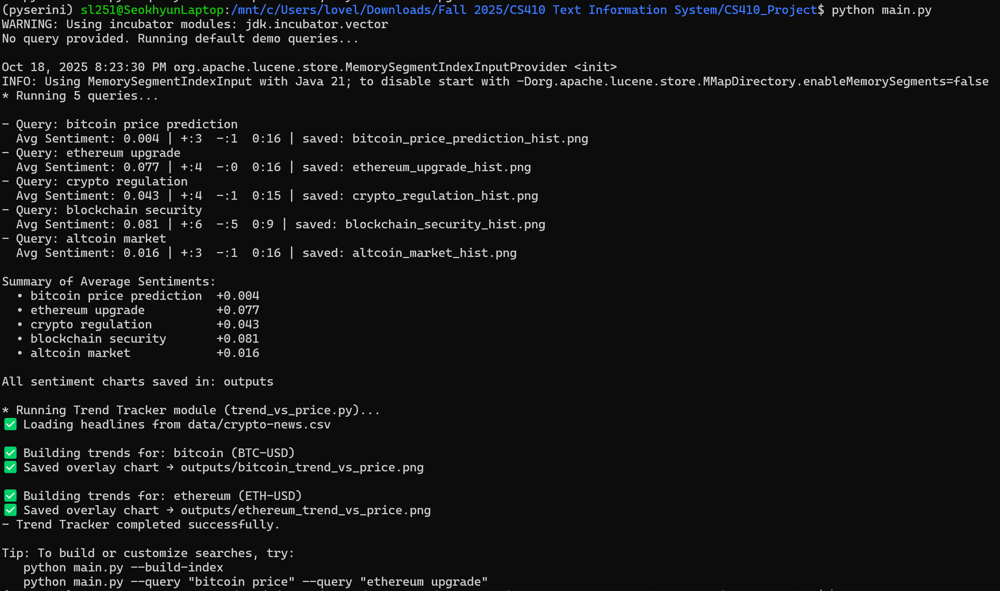 (pyserini) sl251@SeokhyunLaptop:/mnt/c/Users/lovel/Downloads/Fall 2025/CS410 Text Information System/CS410_Project$ python main.py
WARNING: Using incubator modules: jdk.incubator.vector
No query provided. Running default demo queries...
Oct 18, 2025 8:23:30 PM org.apache.lucene.store.MemorySegmentIndexInputProvider <init>
INFO: Using MemorySegmentIndexInput with Java 21; to disable start with -Dorg.apache.lucene.store.MMapDirectory.enableMemorySegments=false
* Running 5 queries...
- Query: bitcoin price prediction
  Avg Sentiment: 0.004 | +:3  -:1  0:16 | saved: bitcoin_price_prediction_hist.png
- Query: ethereum upgrade
  Avg Sentiment: 0.077 | +:4  -:0  0:16 | saved: ethereum_upgrade_hist.png
- Query: crypto regulation
  Avg Sentiment: 0.043 | +:4  -:1  0:15 | saved: crypto_regulation_hist.png
- Query: blockchain security
  Avg Sentiment: 0.081 | +:6  -:5  0:9 | saved: blockchain_security_hist.png
- Query: altcoin market
  Avg Sentiment: 0.016 | +:3  -:1  0:16 | saved: altcoin_market_hist.png
Summary of Average Sentiments:
  • bitcoin price prediction  +0.004
  • ethereum upgrade          +0.077
  • crypto regulation         +0.043
  • blockchain security       +0.081
  • altcoin market            +0.016
All sentiment charts saved in: outputs
* Running Trend Tracker module (trend_vs_price.py)...
✅ Loading headlines from data/crypto-news.csv
✅ Building trends for: bitcoin (BTC-USD)
✅ Saved overlay chart → outputs/bitcoin_trend_vs_price.png
✅ Building trends for: ethereum (ETH-USD)
✅ Saved overlay chart → outputs/ethereum_trend_vs_price.png
- Trend Tracker completed successfully.
Tip: To build or customize searches, try:
   python main.py --build-index
   python main.py --query "bitcoin price" --query "ethereum upgrade"